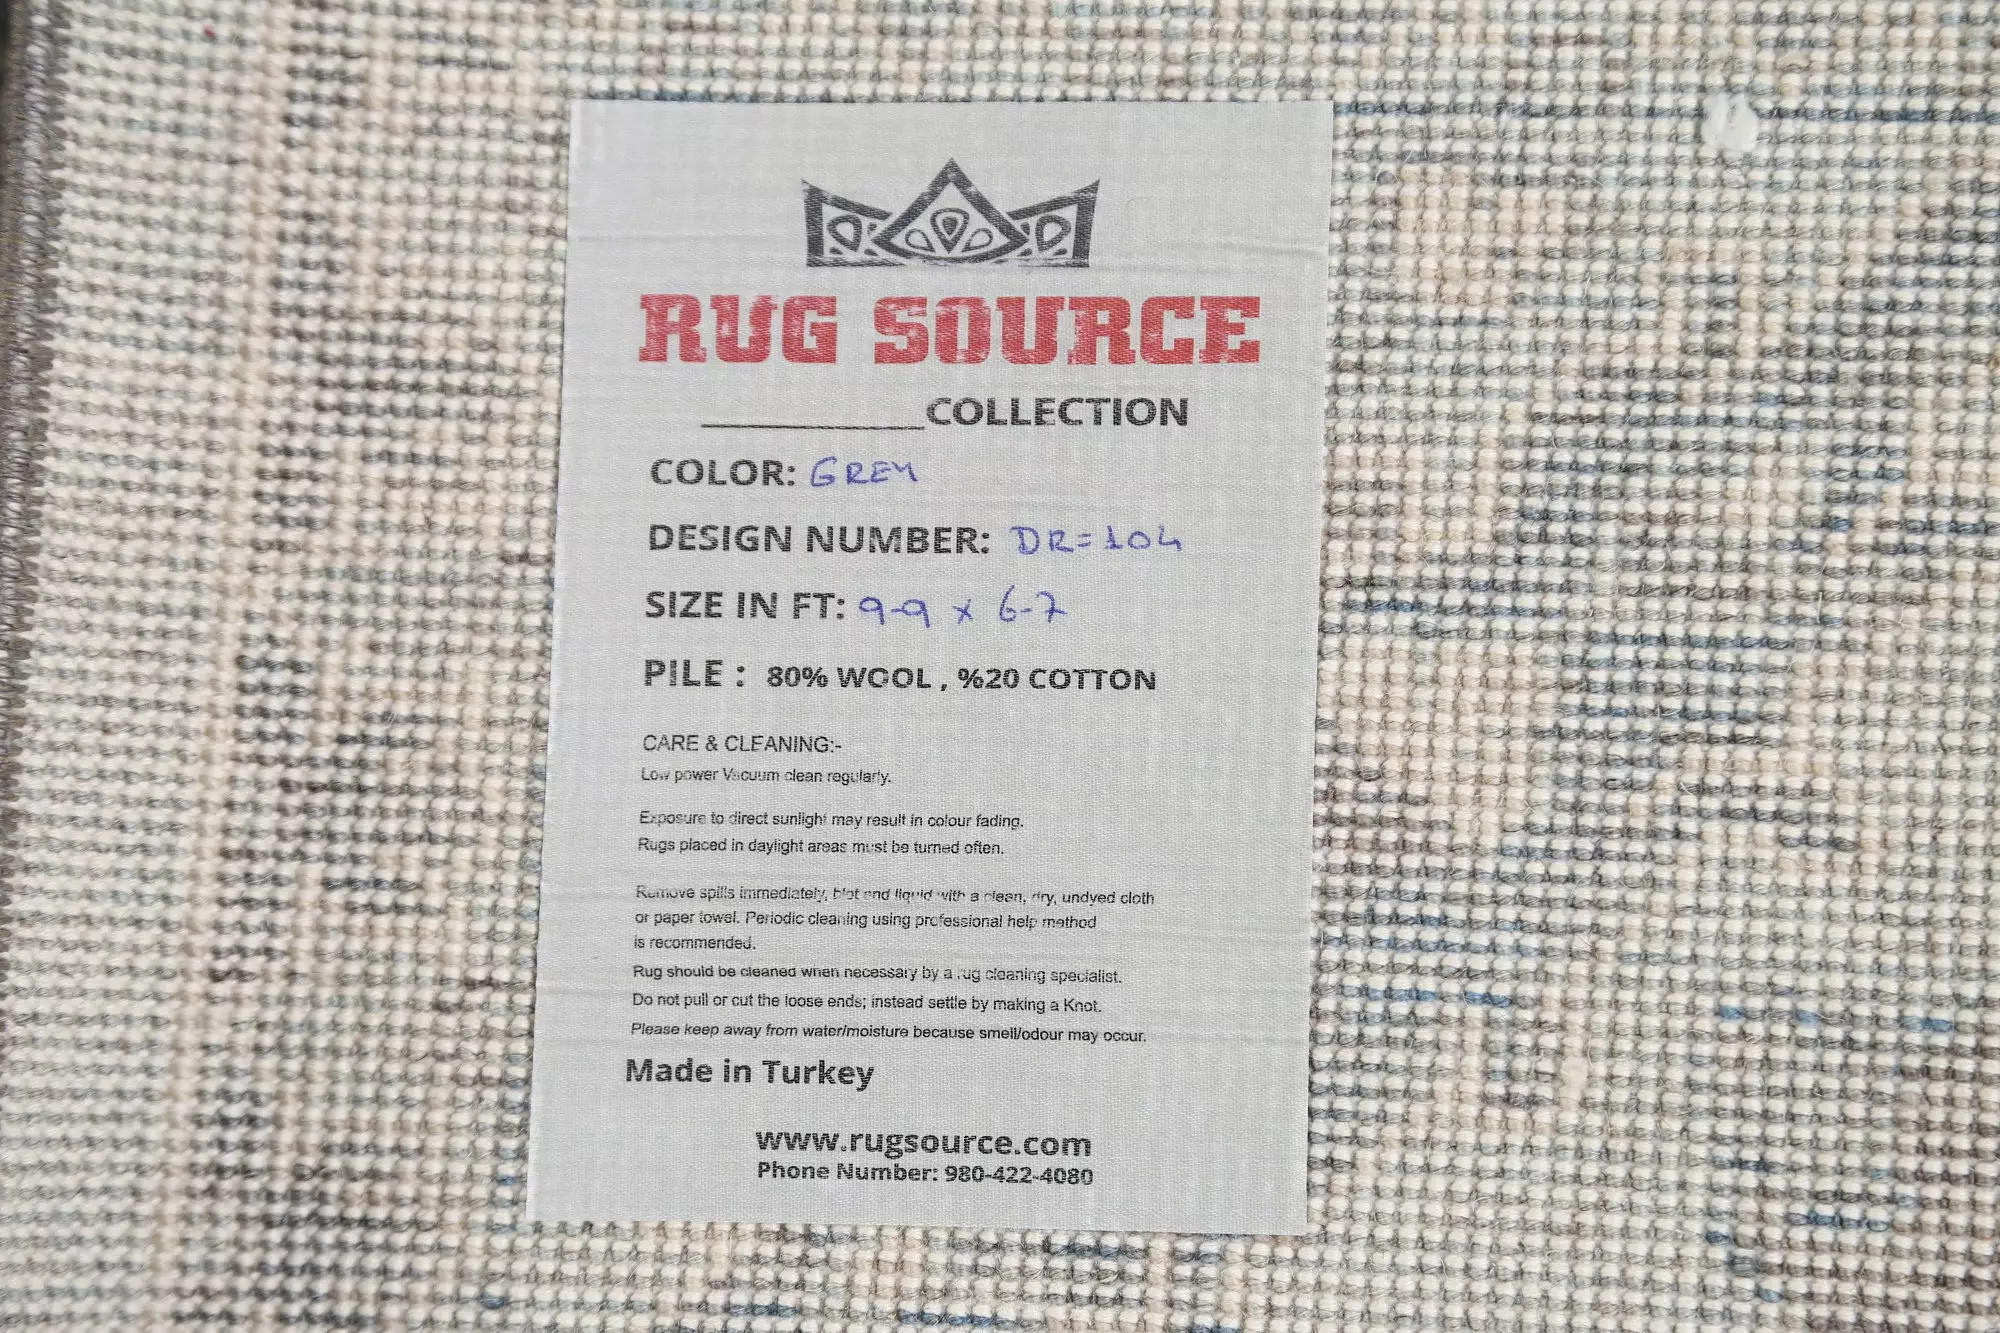 RUG SOURCE
___________COLLECTION
COLOR: GREY
DESIGN NUMBER: DR=104
SIZE IN FT: 9-9 x 6-7
PILE : 80% WOOL , %20 COTTON
CARE & CLEANING:-
Low power Vacuum clean regularly.
Exposure to direct sunlight may result in colour fading.
Rugs placed in daylight areas must be turned often.
Remove spills immediately, blot end liquid with a clean, dry, undyed cloth
or paper towel. Periodic cleaning using professional help method
is recommended.
Rug should be cleaned when necessary by a rug cleaning specialist.
Do not pull or cut the loose ends; instead settle by making a Knot.
Please keep away from water/moisture because smell/odour may occur.
Made in Turkey
www.rugsource.com
Phone Number: 980-422-4080